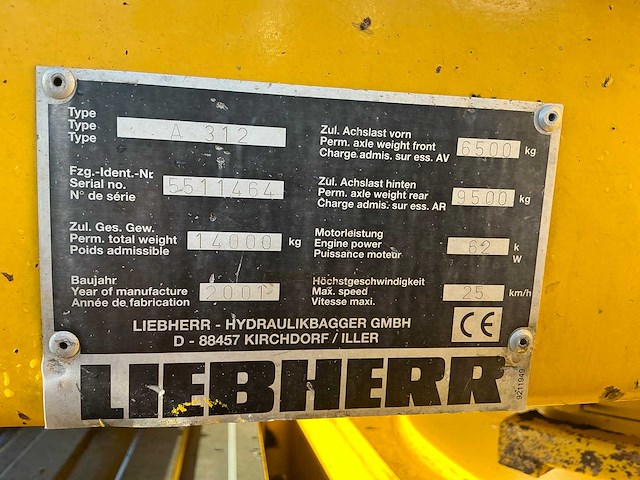 Type
Type
Type
A 312
Fzg.-Ident.-Nr
Serial no.
N° de série
5511464
Zul. Ges. Gew.
Perm. total weight
Poids admissible
14000 kg
Baujahr
Year of manufacture
Année de fabrication
2001
Zul. Achslast vorn
Perm. axle weight front
Charge admis. sur ess. AV
6500 kg
Zul. Achslast hinten
Perm. axle weight rear
Charge admis. sur ess. AR
9500 kg
Motorleistung
Engine power
Puissance moteur
62 k
W
Höchstgeschwindigkeit
Max. speed
Vitesse maxi.
25 km/h
LIEBHERR - HYDRAULIKBAGGER GMBH
D - 88457 KIRCHDORF / ILLER
CE
LIEBHERR
9211949